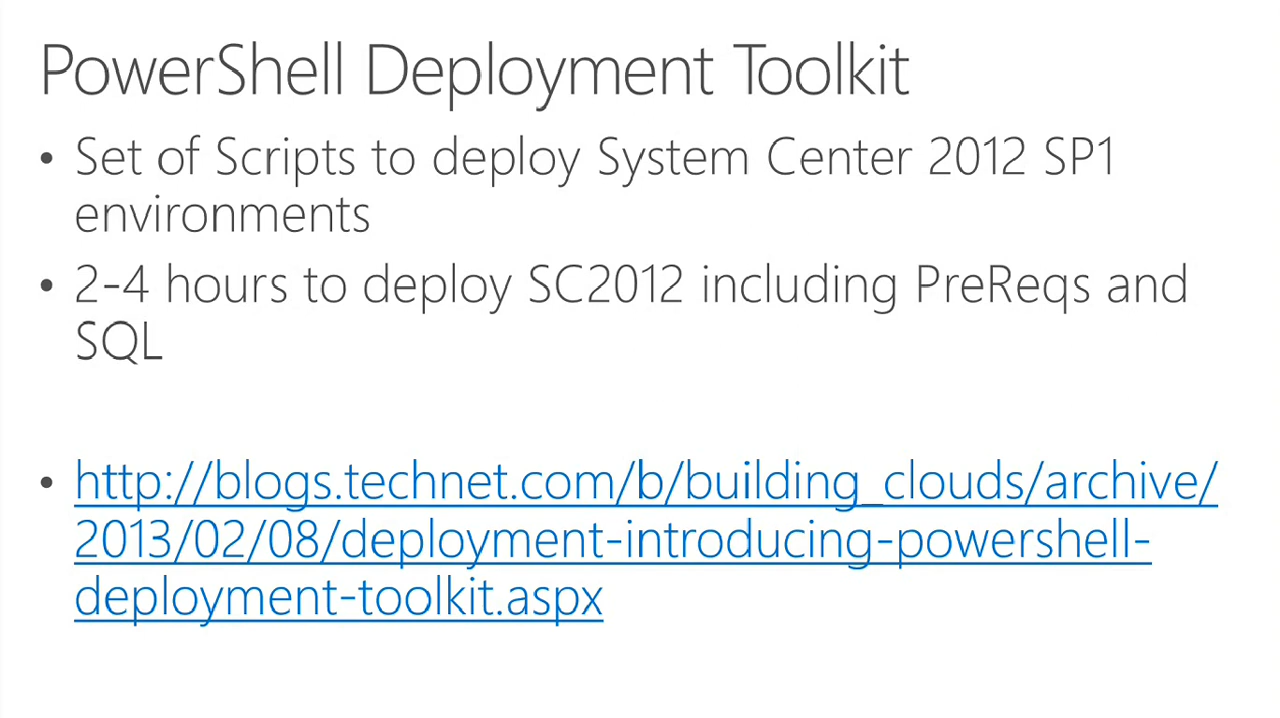 PowerShell Deployment Toolkit
• Set of Scripts to deploy System Center 2012 SP1
environments
• 2-4 hours to deploy SC2012 including PreReqs and
SQL
• http://blogs.technet.com/b/building_clouds/archive/
2013/02/08/deployment-introducing-powershell-
deployment-toolkit.aspx